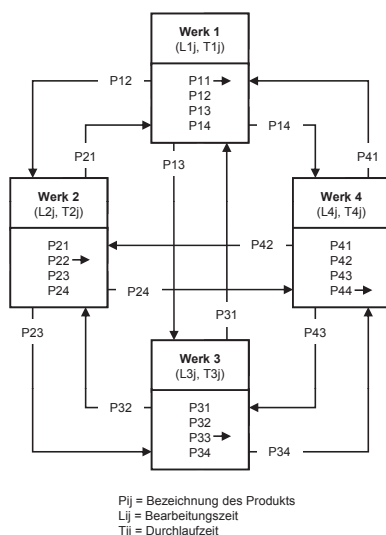 Werk 1
(L1j, T1j)
P12
P11
P12
P13
P14
P14
P21
P13
P41
Werk 2
(L2j, T2j)
Werk 4
(L4j, T4j)
P21
P22
P23
P24
P42
P41
P42
P43
P44
P24
P23
P31
P43
Werk 3
(L3j, T3j)
P32
P31
P32
P33
P34
P34
Pij = Bezeichnung des Produkts
Lij = Bearbeitungszeit
Tij = Durchlaufzeit